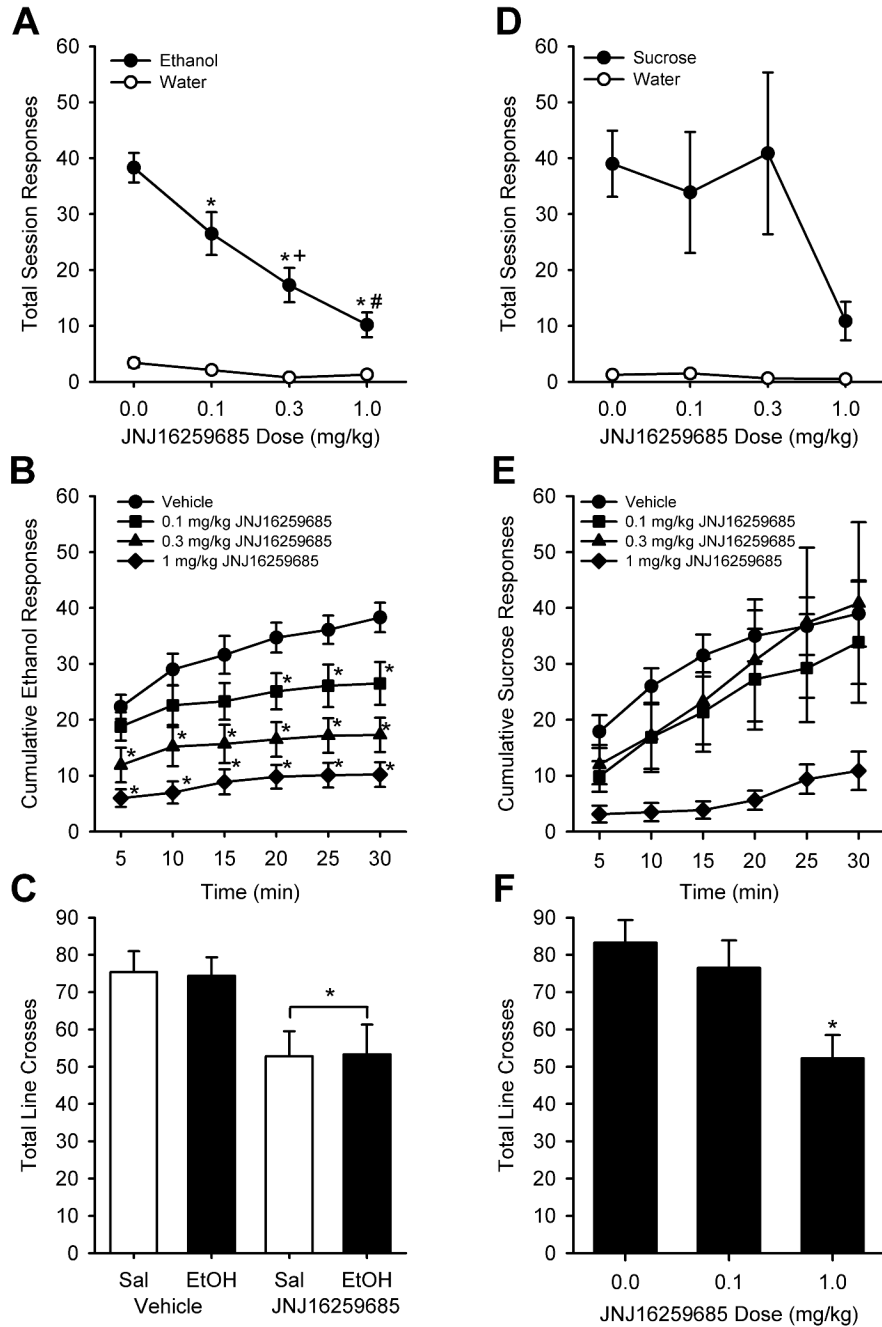 A
Ethanol
Water
Total Session Responses
60
50
40
30
20
10
0
*
*+
*#
0.0 0.1 0.3 1.0
JNJ16259685 Dose (mg/kg)
D
Sucrose
Water
Total Session Responses
60
50
40
30
20
10
0
0.0 0.1 0.3 1.0
JNJ16259685 Dose (mg/kg)
B
Vehicle
0.1 mg/kg JNJ16259685
0.3 mg/kg JNJ16259685
1 mg/kg JNJ16259685
Cumulative Ethanol Responses
60
50
40
30
20
10
0
* * *
* * * * * *
* * * * * *
5 10 15 20 25 30
Time (min)
E
Vehicle
0.1 mg/kg JNJ16259685
0.3 mg/kg JNJ16259685
1 mg/kg JNJ16259685
Cumulative Sucrose Responses
60
50
40
30
20
10
0
5 10 15 20 25 30
Time (min)
C
Total Line Crosses
90
80
70
60
50
40
30
20
10
0
*
Sal EtOH Sal EtOH
Vehicle JNJ16259685
F
Total Line Crosses
90
80
70
60
50
40
30
20
10
0
*
0.0 0.1 1.0
JNJ16259685 Dose (mg/kg)